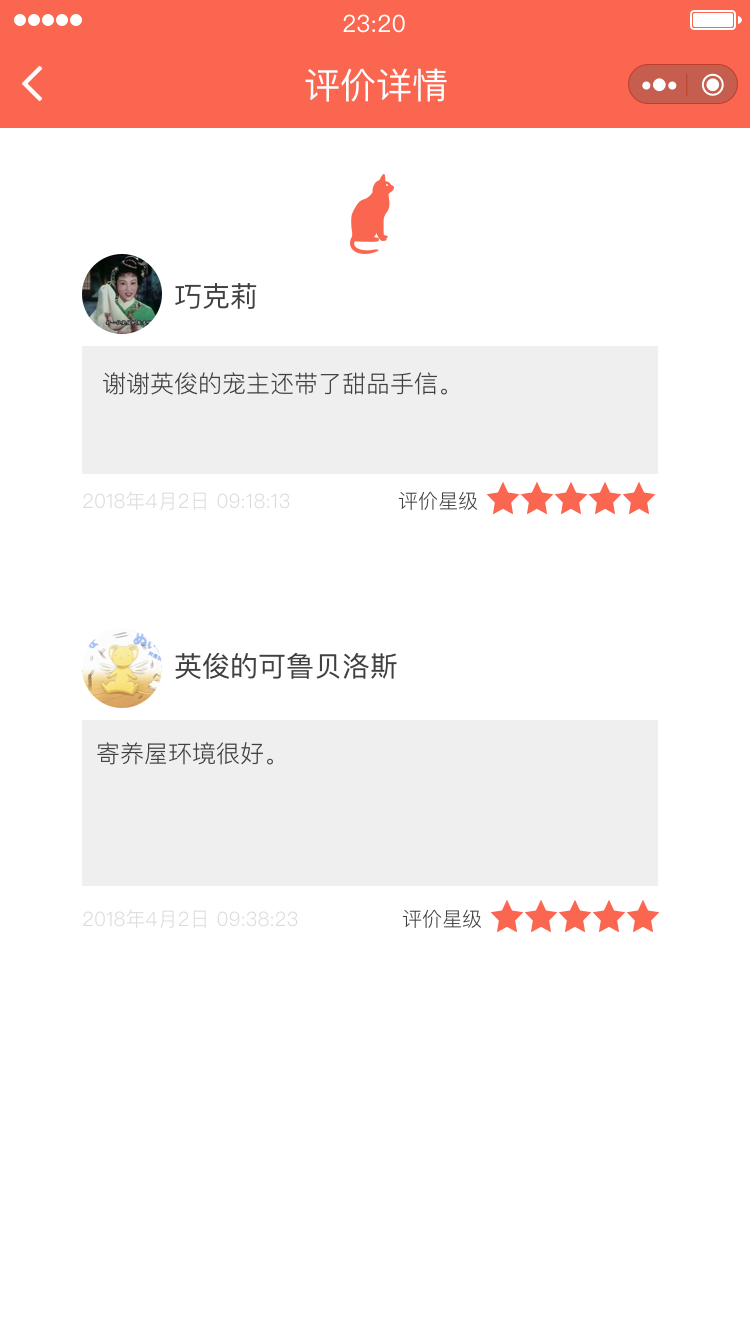 23:20
评价详情
巧克莉
谢谢英俊的宠主还带了甜品手信。
2018年4月2日 09:18:13 评价星级
英俊的可鲁贝洛斯
寄养屋环境很好。
2018年4月2日 09:38:23 评价星级